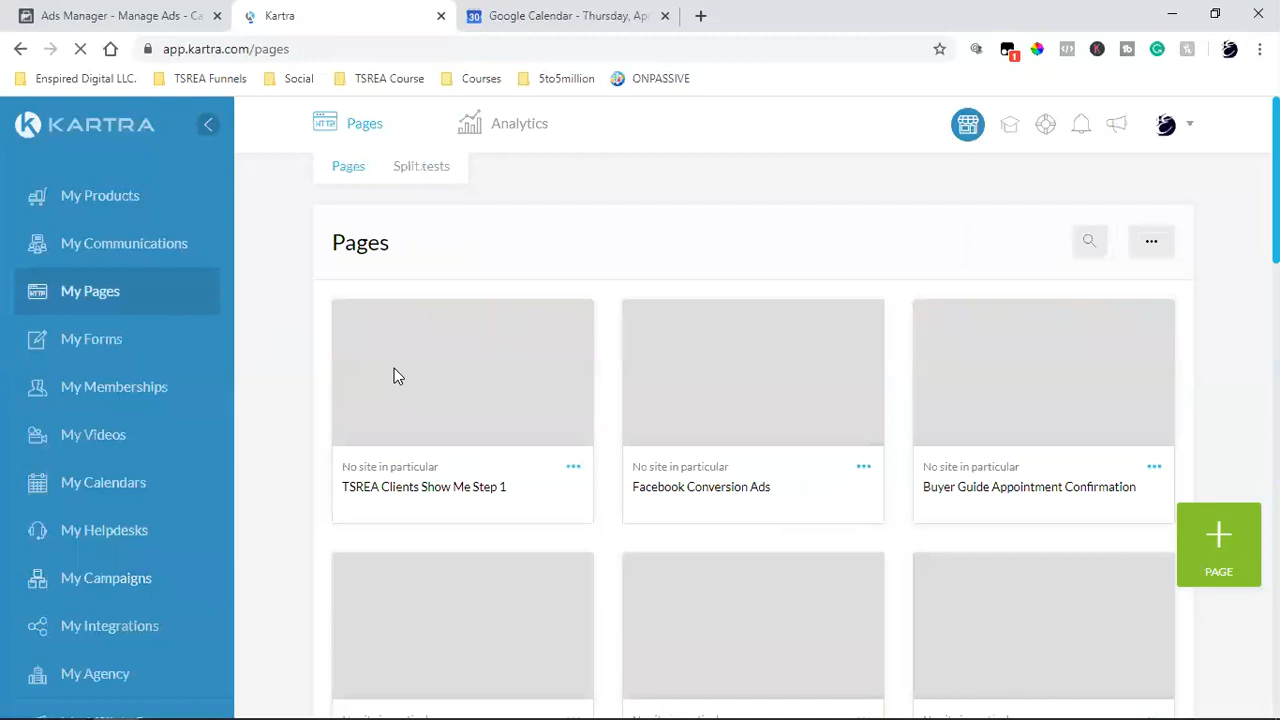 Ads Manager - Manage Ads - Ca
Kartra
Google Calendar - Thursday, Apr
app.kartra.com/pages
1
Enspired Digital LLC.
TSREA Funnels
Social
TSREA Course
Courses
5to5million
ONPASSIVE
KARTRA
Pages
Analytics
Pages
Split tests
My Products
My Communications
My Pages
My Forms
My Memberships
My Videos
My Calendars
My Helpdesks
My Campaigns
My Integrations
My Agency
Pages
No site in particular
TSREA Clients Show Me Step 1
No site in particular
Facebook Conversion Ads
No site in particular
Buyer Guide Appointment Confirmation
PAGE